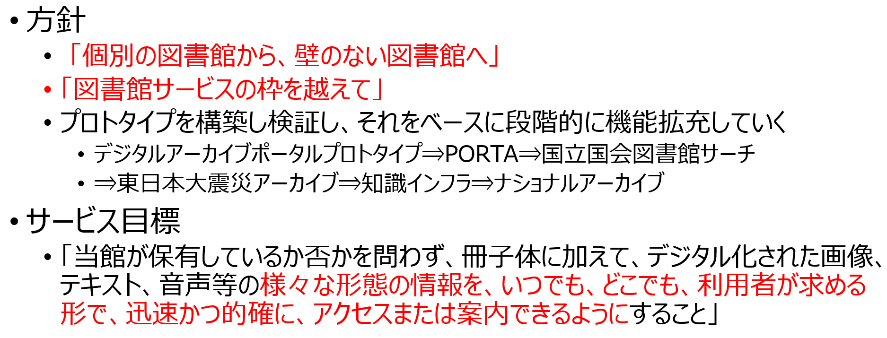 • 方針
• 「個別の図書館から、壁のない図書館へ」
• 「図書館サービスの枠を越えて」
• プロトタイプを構築し検証し、それをベースに段階的に機能拡充していく
• デジタルアーカイブポータルプロトタイプ⇒PORTA⇒国立国会図書館サーチ
• ⇒東日本大震災アーカイブ⇒知識インフラ⇒ナショナルアーカイブ
• サービス目標
• 「当館が保有しているか否かを問わず、冊子体に加えて、デジタル化された画像、
テキスト、音声等の様々な形態の情報を、いつでも、どこでも、利用者が求める
形で、迅速かつ的確に、アクセスまたは案内できるようにすること」